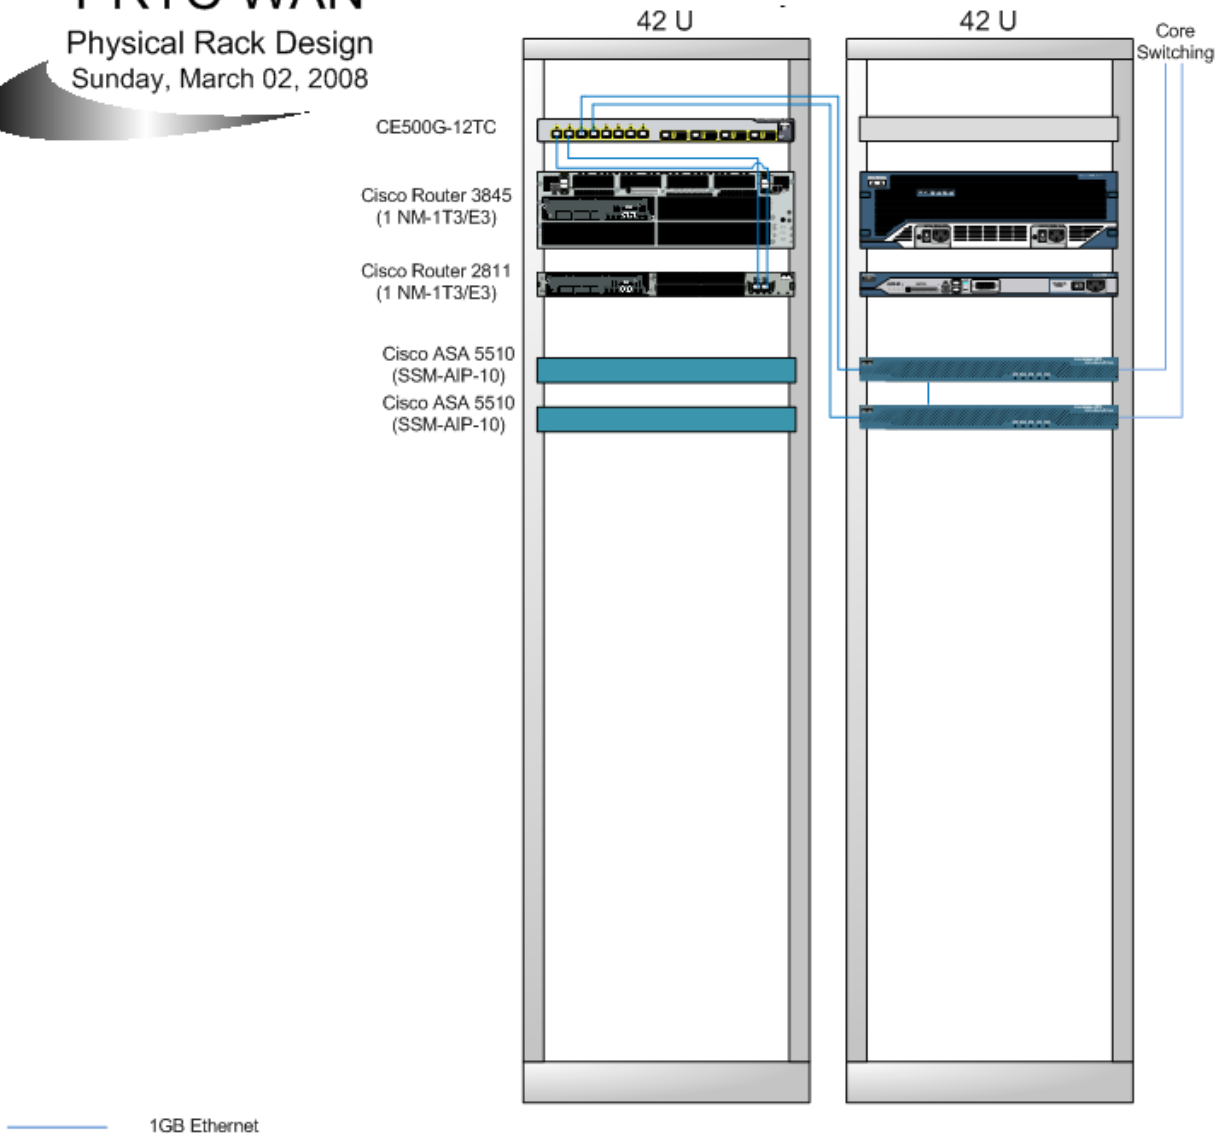 WAN
Physical Rack Design
Sunday, March 02, 2008
42 U
42 U
Core
Switching
CE500G-12TC
Cisco Router 3845
(1 NM-1T3/E3)
Cisco Router 2811
(1 NM-1T3/E3)
Cisco ASA 5510
(SSM-AIP-10)
Cisco ASA 5510
(SSM-AIP-10)
1GB Ethernet